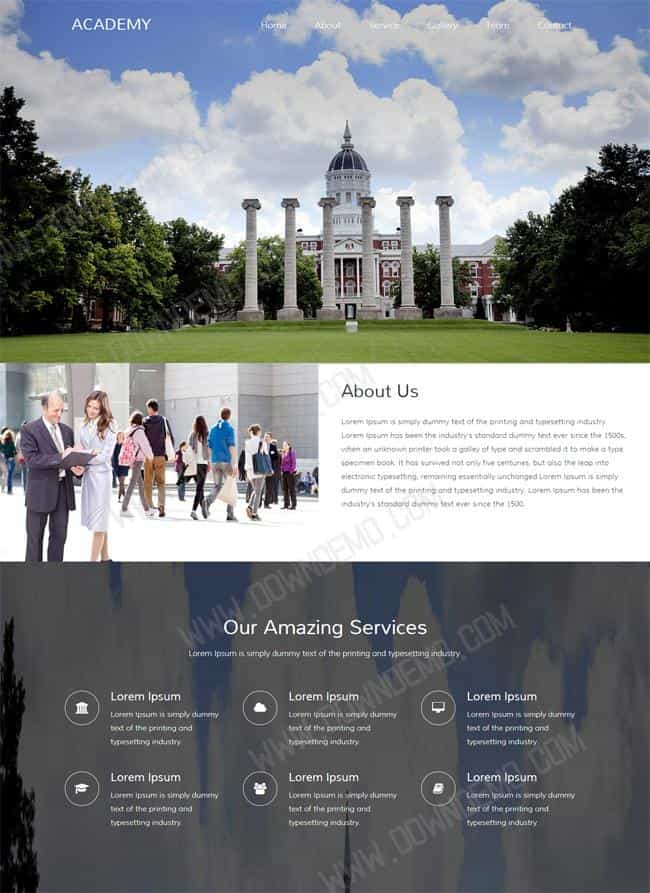 ACADEMY
Home About Service Gallery Team Contact
About Us
Lorem Ipsum is simply dummy text of the printing and typesetting industry
Lorem Ipsum has been the industry's standard dummy text ever since the 1500s,
when an unknown printer took a galley of type and scrambled it to make a type
specimen book. It has survived not only five centuries, but also the leap into
electronic typesetting, remaining essentially unchanged.Lorem Ipsum is simply
dummy text of the printing and typesetting industry. Lorem Ipsum has been the
industry's standard dummy text ever since the 1500.
Our Amazing Services
Lorem Ipsum is simply dummy text of the printing and typesetting industry.
Lorem Ipsum
Lorem Ipsum is simply dummy
text of the printing and
typesetting industry.
Lorem Ipsum
Lorem Ipsum is simply dummy
text of the printing and
typesetting industry.
Lorem Ipsum
Lorem Ipsum is simply dummy
text of the printing and
typesetting industry.
Lorem Ipsum
Lorem Ipsum is simply dummy
text of the printing and
typesetting industry.
Lorem Ipsum
Lorem Ipsum is simply dummy
text of the printing and
typesetting industry.
Lorem Ipsum
Lorem Ipsum is simply dummy
text of the printing and
typesetting industry.
WWW.DOWNDEMO.COM
WWW.DOWNDEMO.COM
WWW.DOWNDEMO.COM